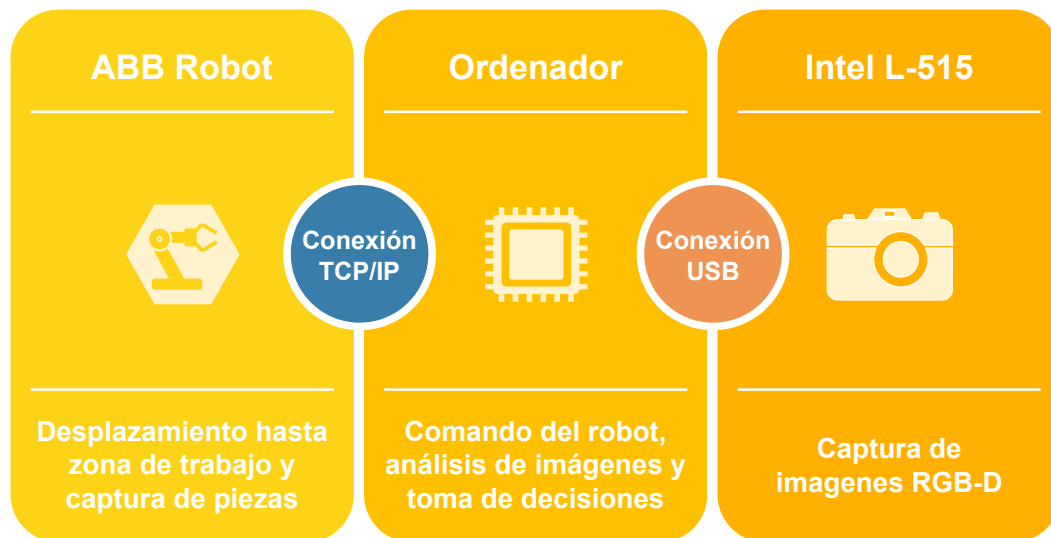 ABB Robot
Conexión
TCP/IP
Desplazamiento hasta
zona de trabajo y
captura de piezas
Ordenador
Conexión
USB
Comando del robot,
análisis de imágenes y
toma de decisiones
Intel L-515
Captura de
imagenes RGB-D